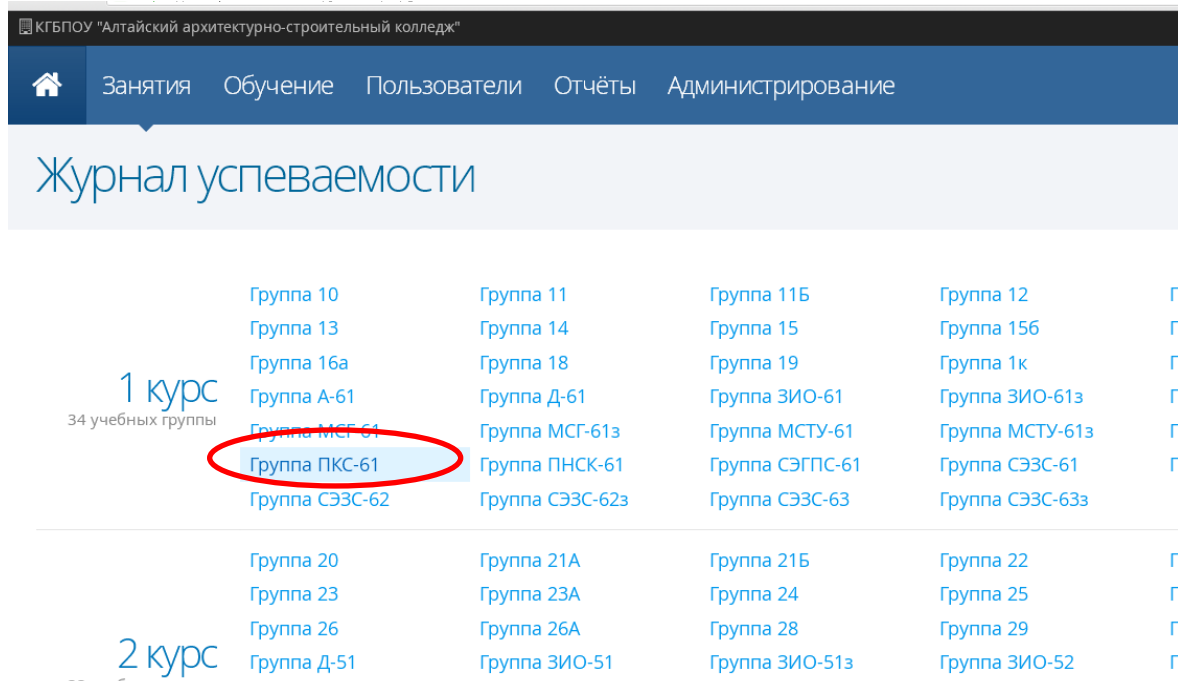 КГБПОУ "Алтайский архитектурно-строительный колледж"
Занятия Обучение Пользователи Отчёты Администрирование
Журнал успеваемости
1 курс
34 учебных группы
Группа 10 Группа 11 Группа 11Б Группа 12
Группа 13 Группа 14 Группа 15 Группа 15б
Группа 16а Группа 18 Группа 19 Группа 1к
Группа А-61 Группа Д-61 Группа ЗИО-61 Группа ЗИО-61з
Группа МСГ-61 Группа МСГ-61з Группа МСТУ-61 Группа МСТУ-61з
Группа ПКС-61 Группа ПНСК-61 Группа СЭГПС-61 Группа СЭЗС-61
Группа СЭЗС-62 Группа СЭЗС-62з Группа СЭЗС-63 Группа СЭЗС-63з
2 курс
Группа 20 Группа 21А Группа 21Б Группа 22
Группа 23 Группа 23А Группа 24 Группа 25
Группа 26 Группа 26А Группа 28 Группа 29
Группа Д-51 Группа ЗИО-51 Группа ЗИО-51з Группа ЗИО-52